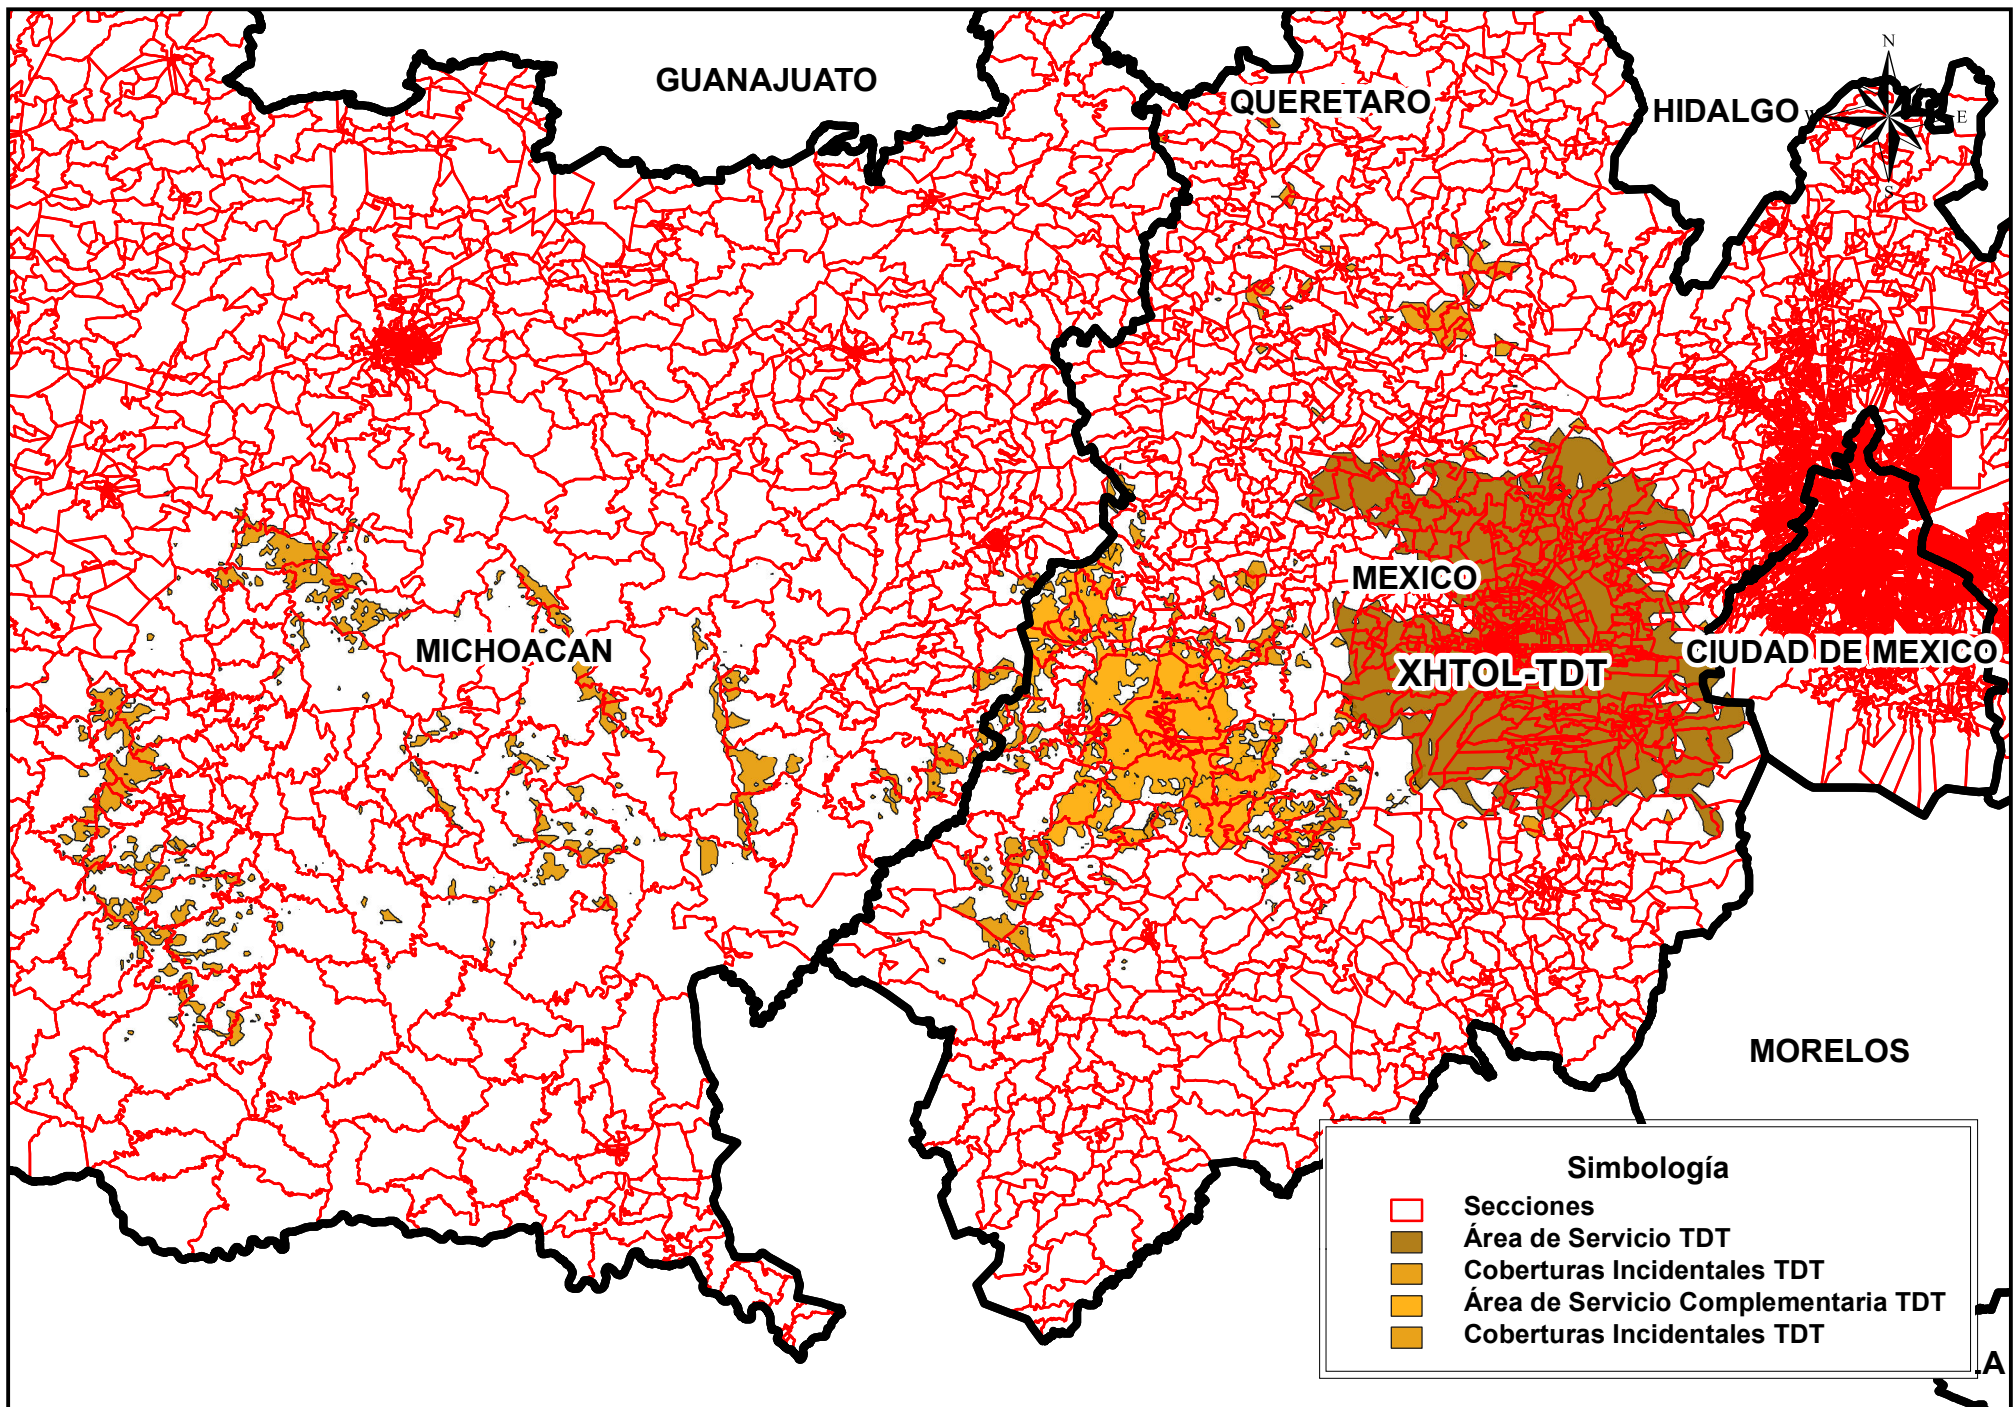 GUANAJUATO
QUERETARO
HIDALGO
N
W
E
S
MEXICO
MICHOACAN
XHTOL-TDT
CIUDAD DE MEXICO
MORELOS
Simbología
Secciones
Área de Servicio TDT
Coberturas Incidentales TDT
Área de Servicio Complementaria TDT
Coberturas Incidentales TDT